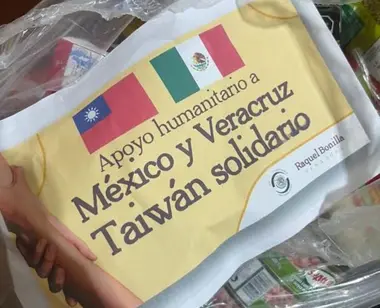 Apoyo humanitario a
México y Veracruz
Taiwán solidario
Raquel Bonilla